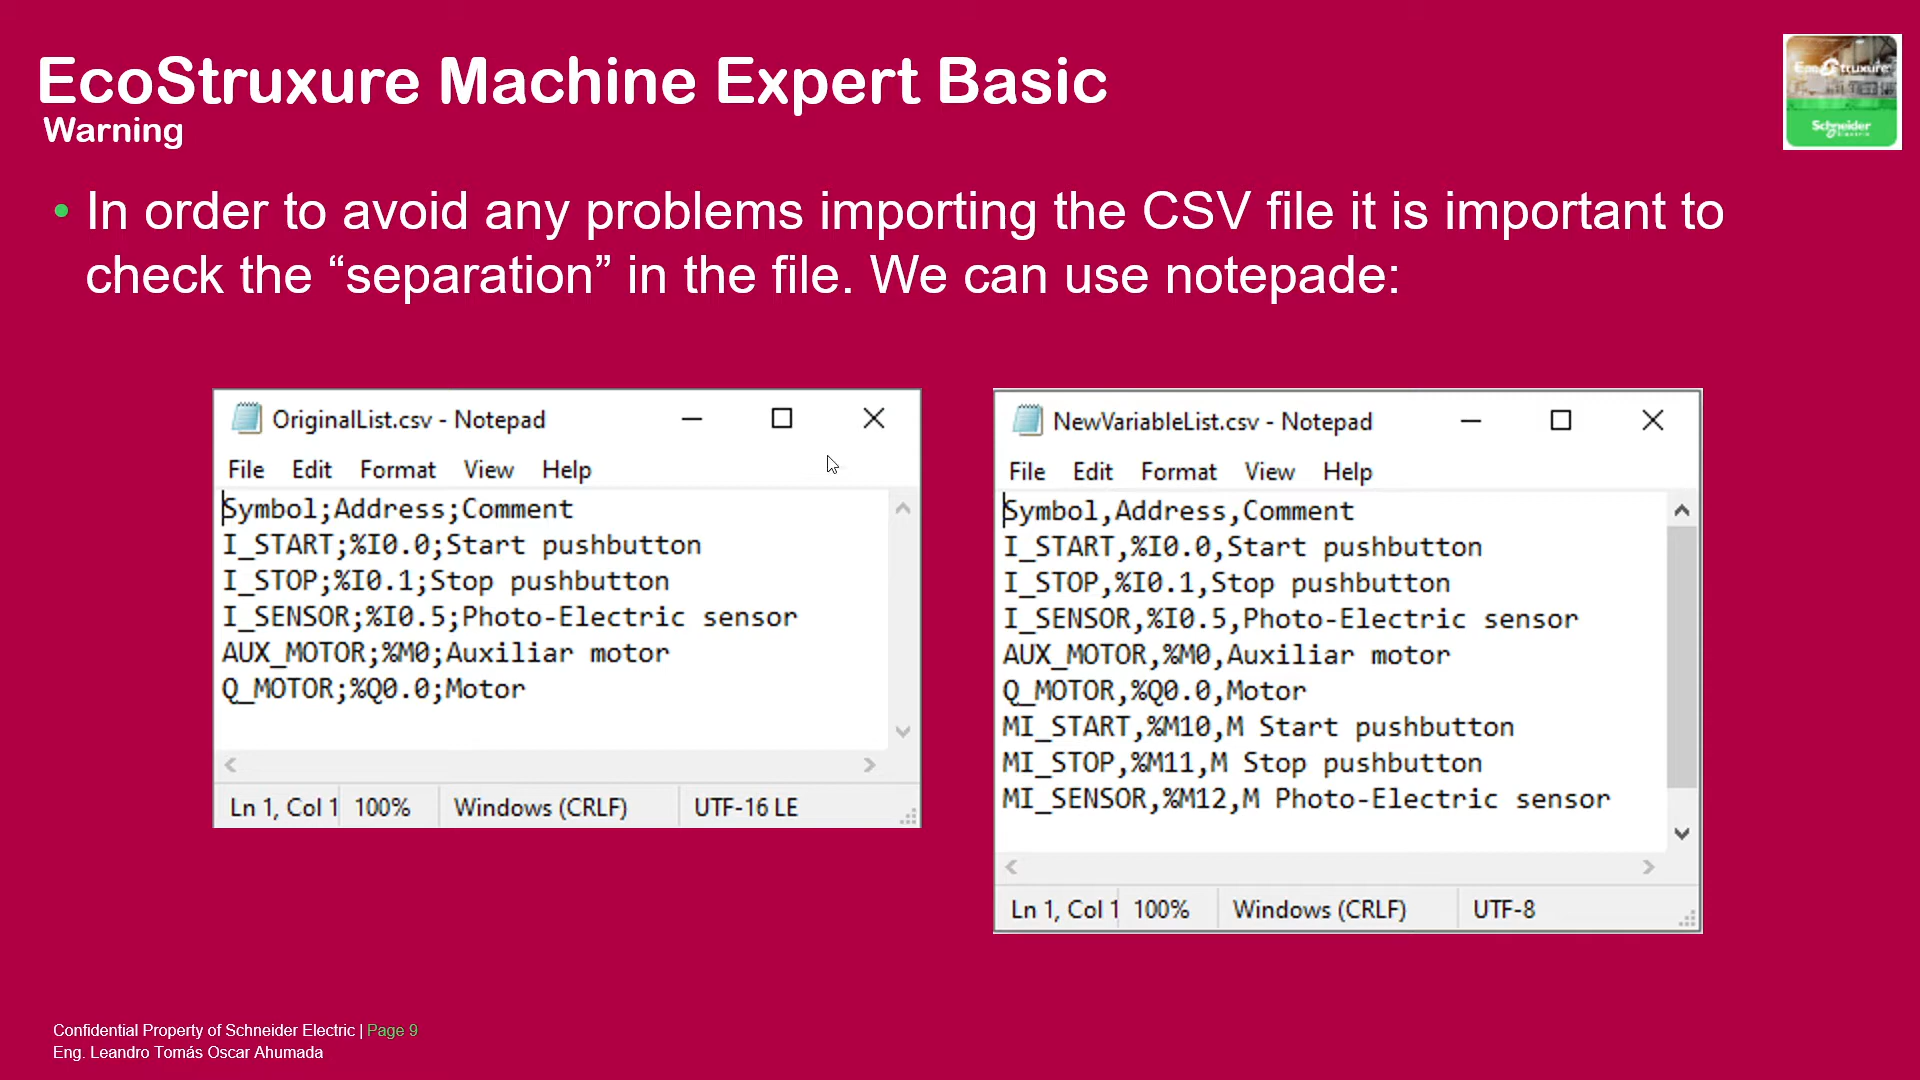 EcoStruxure Machine Expert Basic
Warning
EcoStruxure
Schneider
Electric
• In order to avoid any problems importing the CSV file it is important to
check the “separation” in the file. We can use notepade:
OriginalList.csv - Notepad
File Edit Format View Help
Symbol;Address;Comment
I_START;%I0.0;Start pushbutton
I_STOP;%I0.1;Stop pushbutton
I_SENSOR;%I0.5;Photo-Electric sensor
AUX_MOTOR;%M0;Auxiliar motor
Q_MOTOR;%Q0.0;Motor
Ln 1, Col 1 100% Windows (CRLF) UTF-16 LE
NewVariableList.csv - Notepad
File Edit Format View Help
Symbol,Address,Comment
I_START,%I0.0,Start pushbutton
I_STOP,%I0.1,Stop pushbutton
I_SENSOR,%I0.5,Photo-Electric sensor
AUX_MOTOR,%M0,Auxiliar motor
Q_MOTOR,%Q0.0,Motor
MI_START,%M10,M Start pushbutton
MI_STOP,%M11,M Stop pushbutton
MI_SENSOR,%M12,M Photo-Electric sensor
Ln 1, Col 1 100% Windows (CRLF) UTF-8
Confidential Property of Schneider Electric | Page 9
Eng. Leandro Tomás Oscar Ahumada